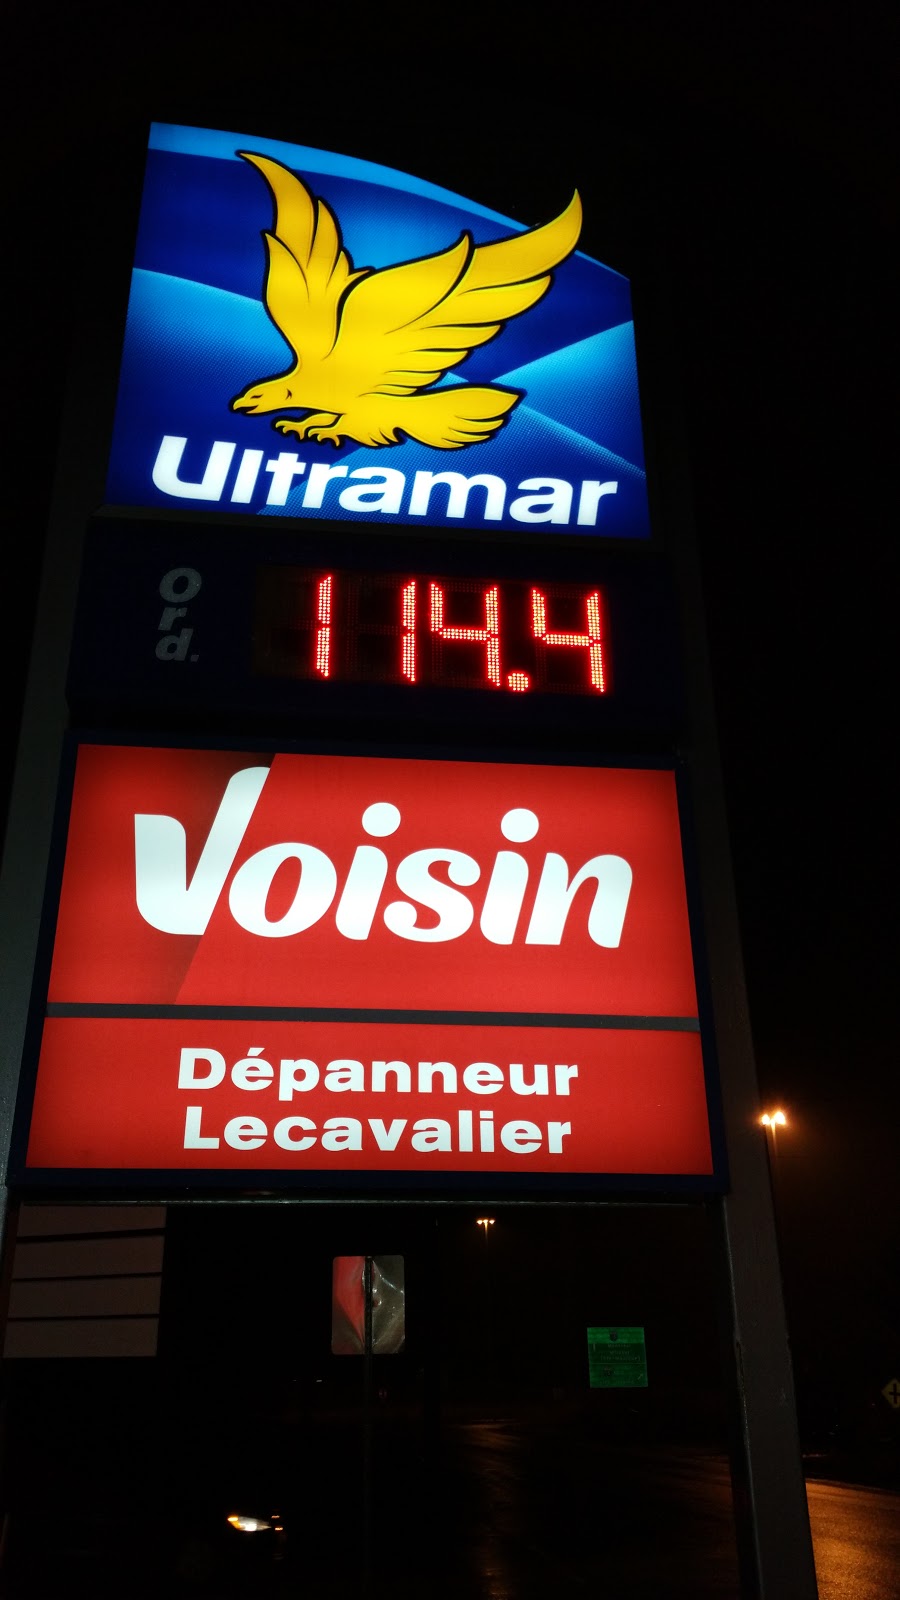 Ultramar
Ord. 114.4
Voisin
Dépanneur
Lecavalier